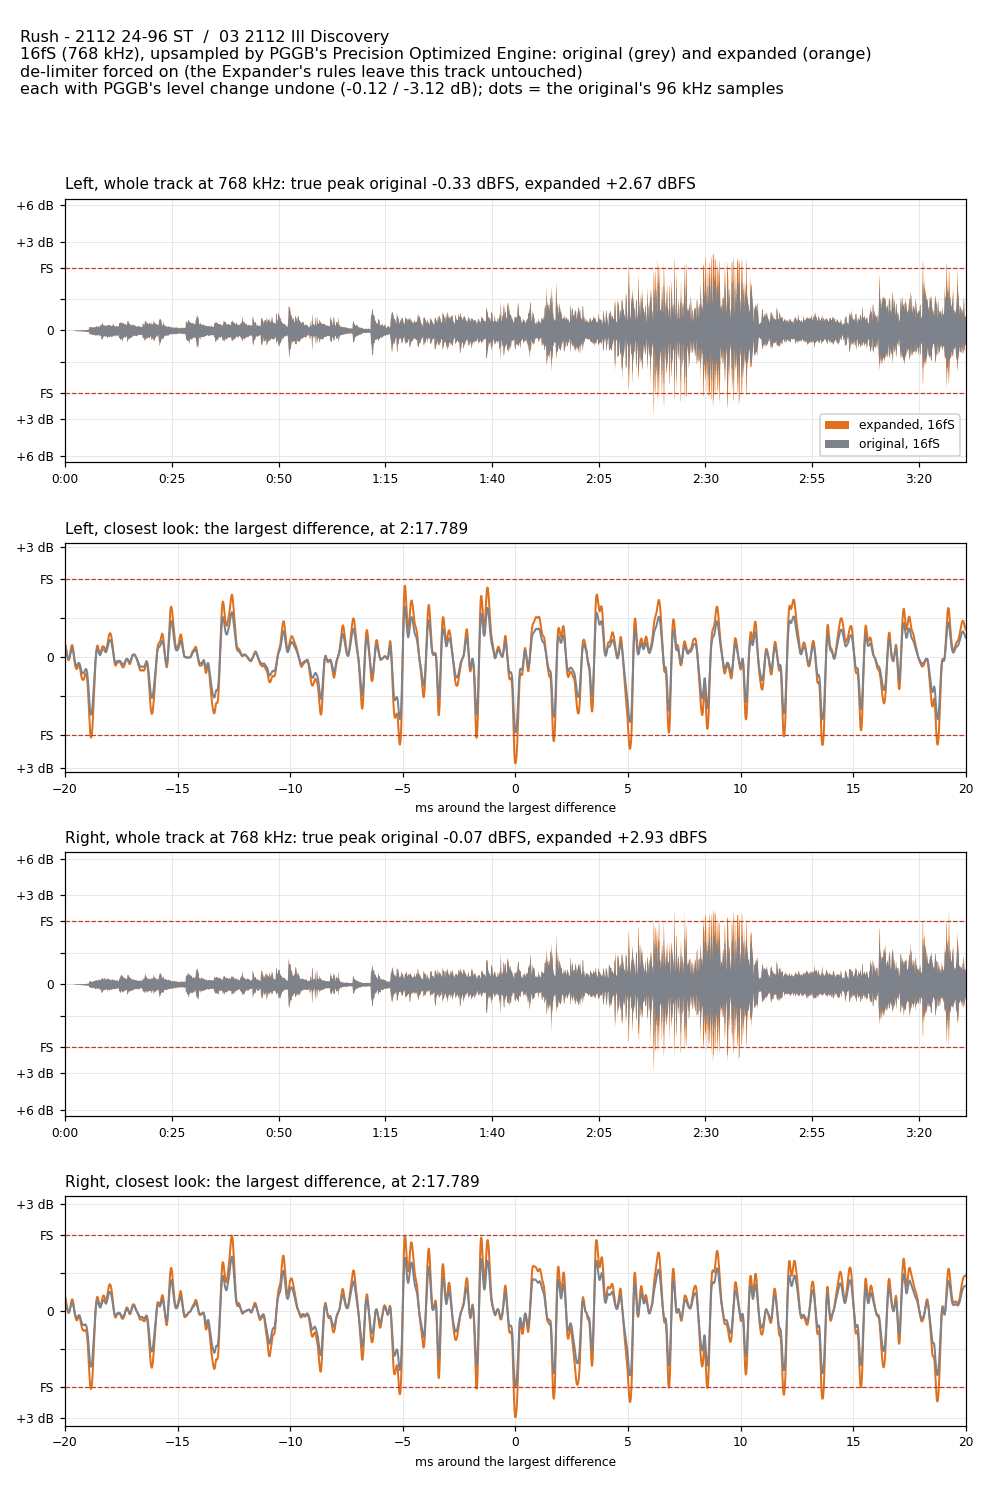 Rush - 2112 24-96 ST  /  03 2112 III Discovery
16fS (768 kHz), upsampled by PGGB's Precision Optimized Engine: original (grey) and expanded (orange)
de-limiter forced on (the Expander's rules leave this track untouched)
each with PGGB's level change undone (-0.12 / -3.12 dB); dots = the original's 96 kHz samples
Left, whole track at 768 kHz: true peak original -0.33 dBFS, expanded +2.67 dBFS
+6 dB
+3 dB
FS
0
FS
+3 dB
+6 dB
expanded, 16fS
original, 16fS
0:00 0:25 0:50 1:15 1:40 2:05 2:30 2:55 3:20
Left, closest look: the largest difference, at 2:17.789
+3 dB
FS
0
FS
+3 dB
−20 −15 −10 −5 0 5 10 15 20
ms around the largest difference
Right, whole track at 768 kHz: true peak original -0.07 dBFS, expanded +2.93 dBFS
+6 dB
+3 dB
FS
0
FS
+3 dB
+6 dB
0:00 0:25 0:50 1:15 1:40 2:05 2:30 2:55 3:20
Right, closest look: the largest difference, at 2:17.789
+3 dB
FS
0
FS
+3 dB
−20 −15 −10 −5 0 5 10 15 20
ms around the largest difference